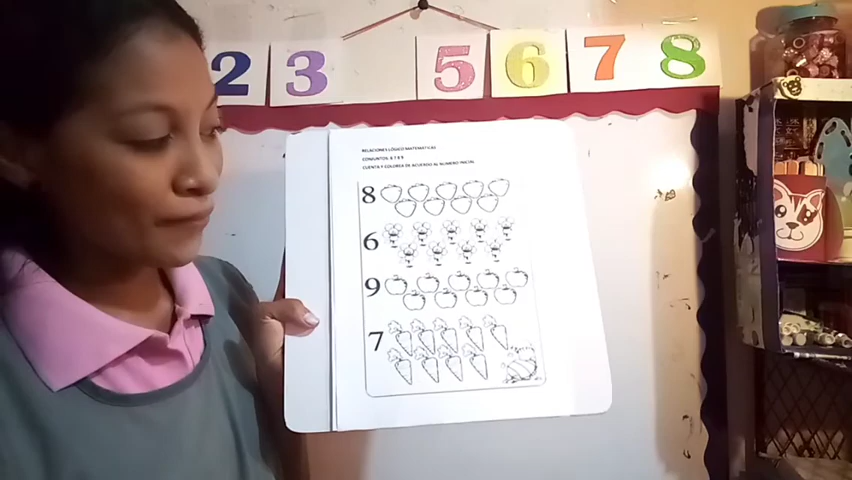 2 3 5 6 7 8
RELACIONES LÓGICO MATEMÁTICAS
CONJUNTOS 6 7 8 9
CUENTA Y COLOREA DE ACUERDO AL NÚMERO INICIAL
8
6
9
7